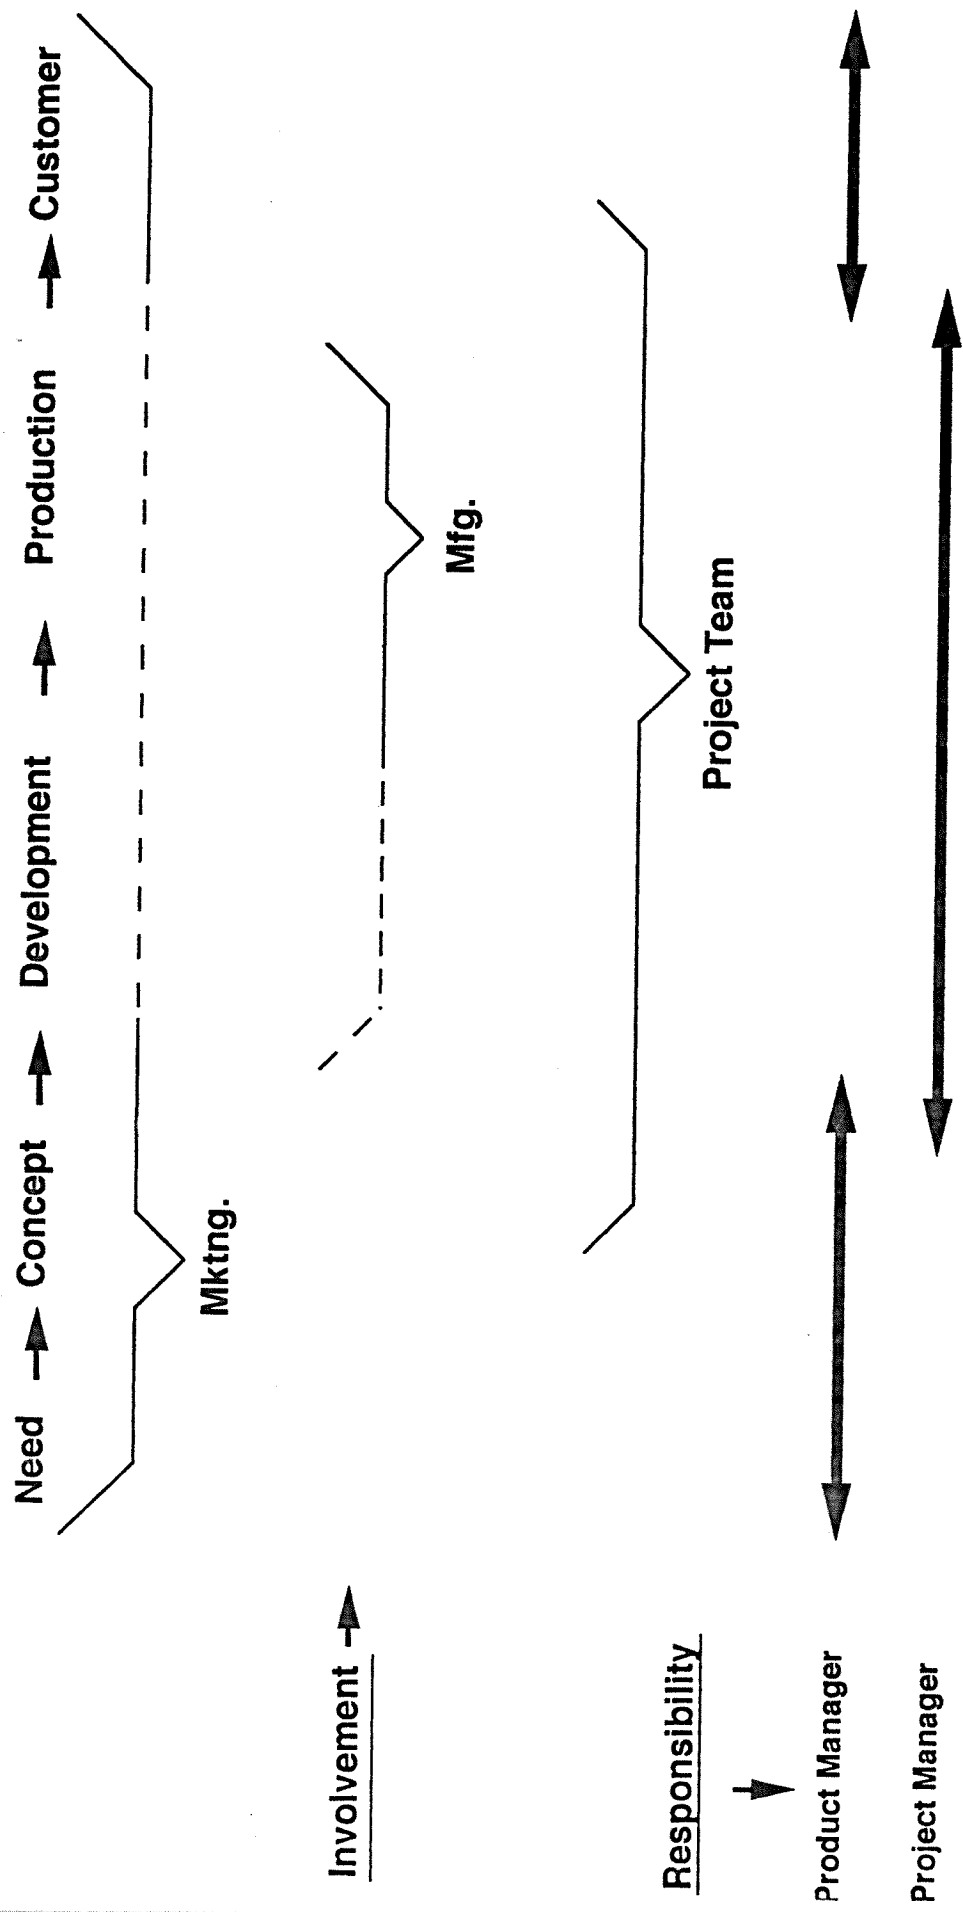 Need → Concept → Development → Production → Customer
Mktng.
Involvement →
Mfg.
Project Team
Responsibility
Product Manager
Project Manager